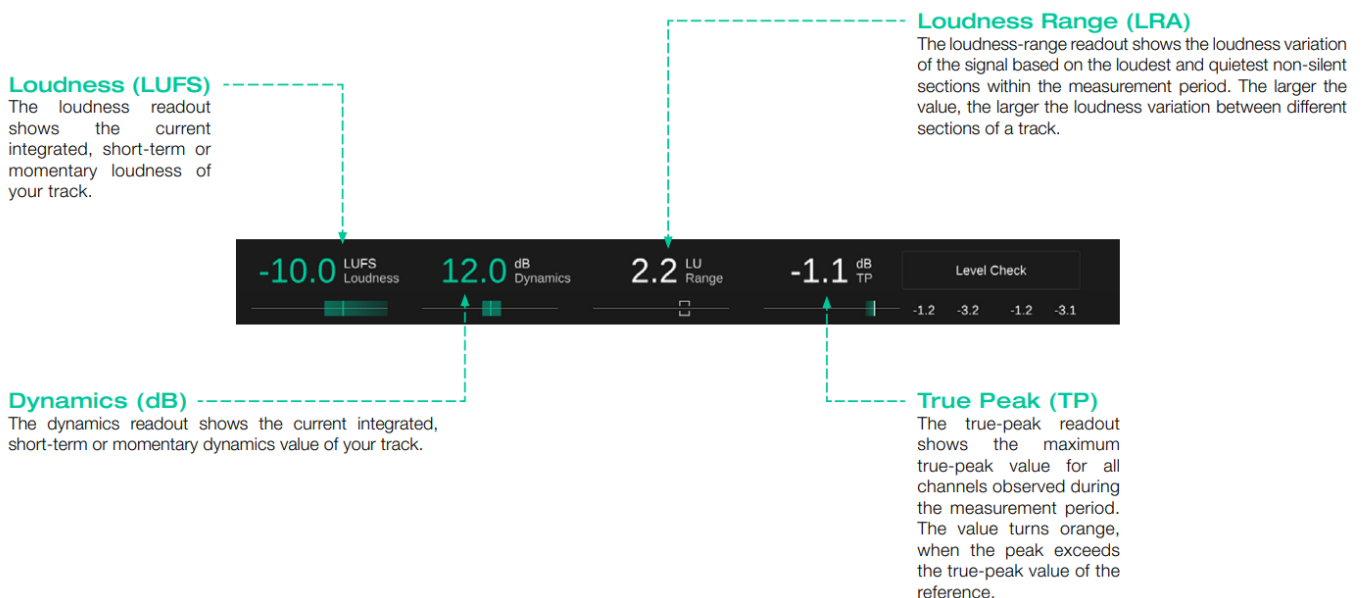 Loudness Range (LRA)
The loudness-range readout shows the loudness variation
of the signal based on the loudest and quietest non-silent
sections within the measurement period. The larger the
value, the larger the loudness variation between different
sections of a track.
Loudness (LUFS)
The loudness readout
shows the current
integrated, short-term or
momentary loudness of
your track.
-10.0 LUFS Loudness
12.0 dB Dynamics
2.2 LU Range
-1.1 dB TP
Level Check
-1.2 -3.2 -1.2 -3.1
Dynamics (dB)
The dynamics readout shows the current integrated,
short-term or momentary dynamics value of your track.
True Peak (TP)
The true-peak readout
shows the maximum
true-peak value for all
channels observed during
the measurement period.
The value turns orange,
when the peak exceeds
the true-peak value of the
reference.